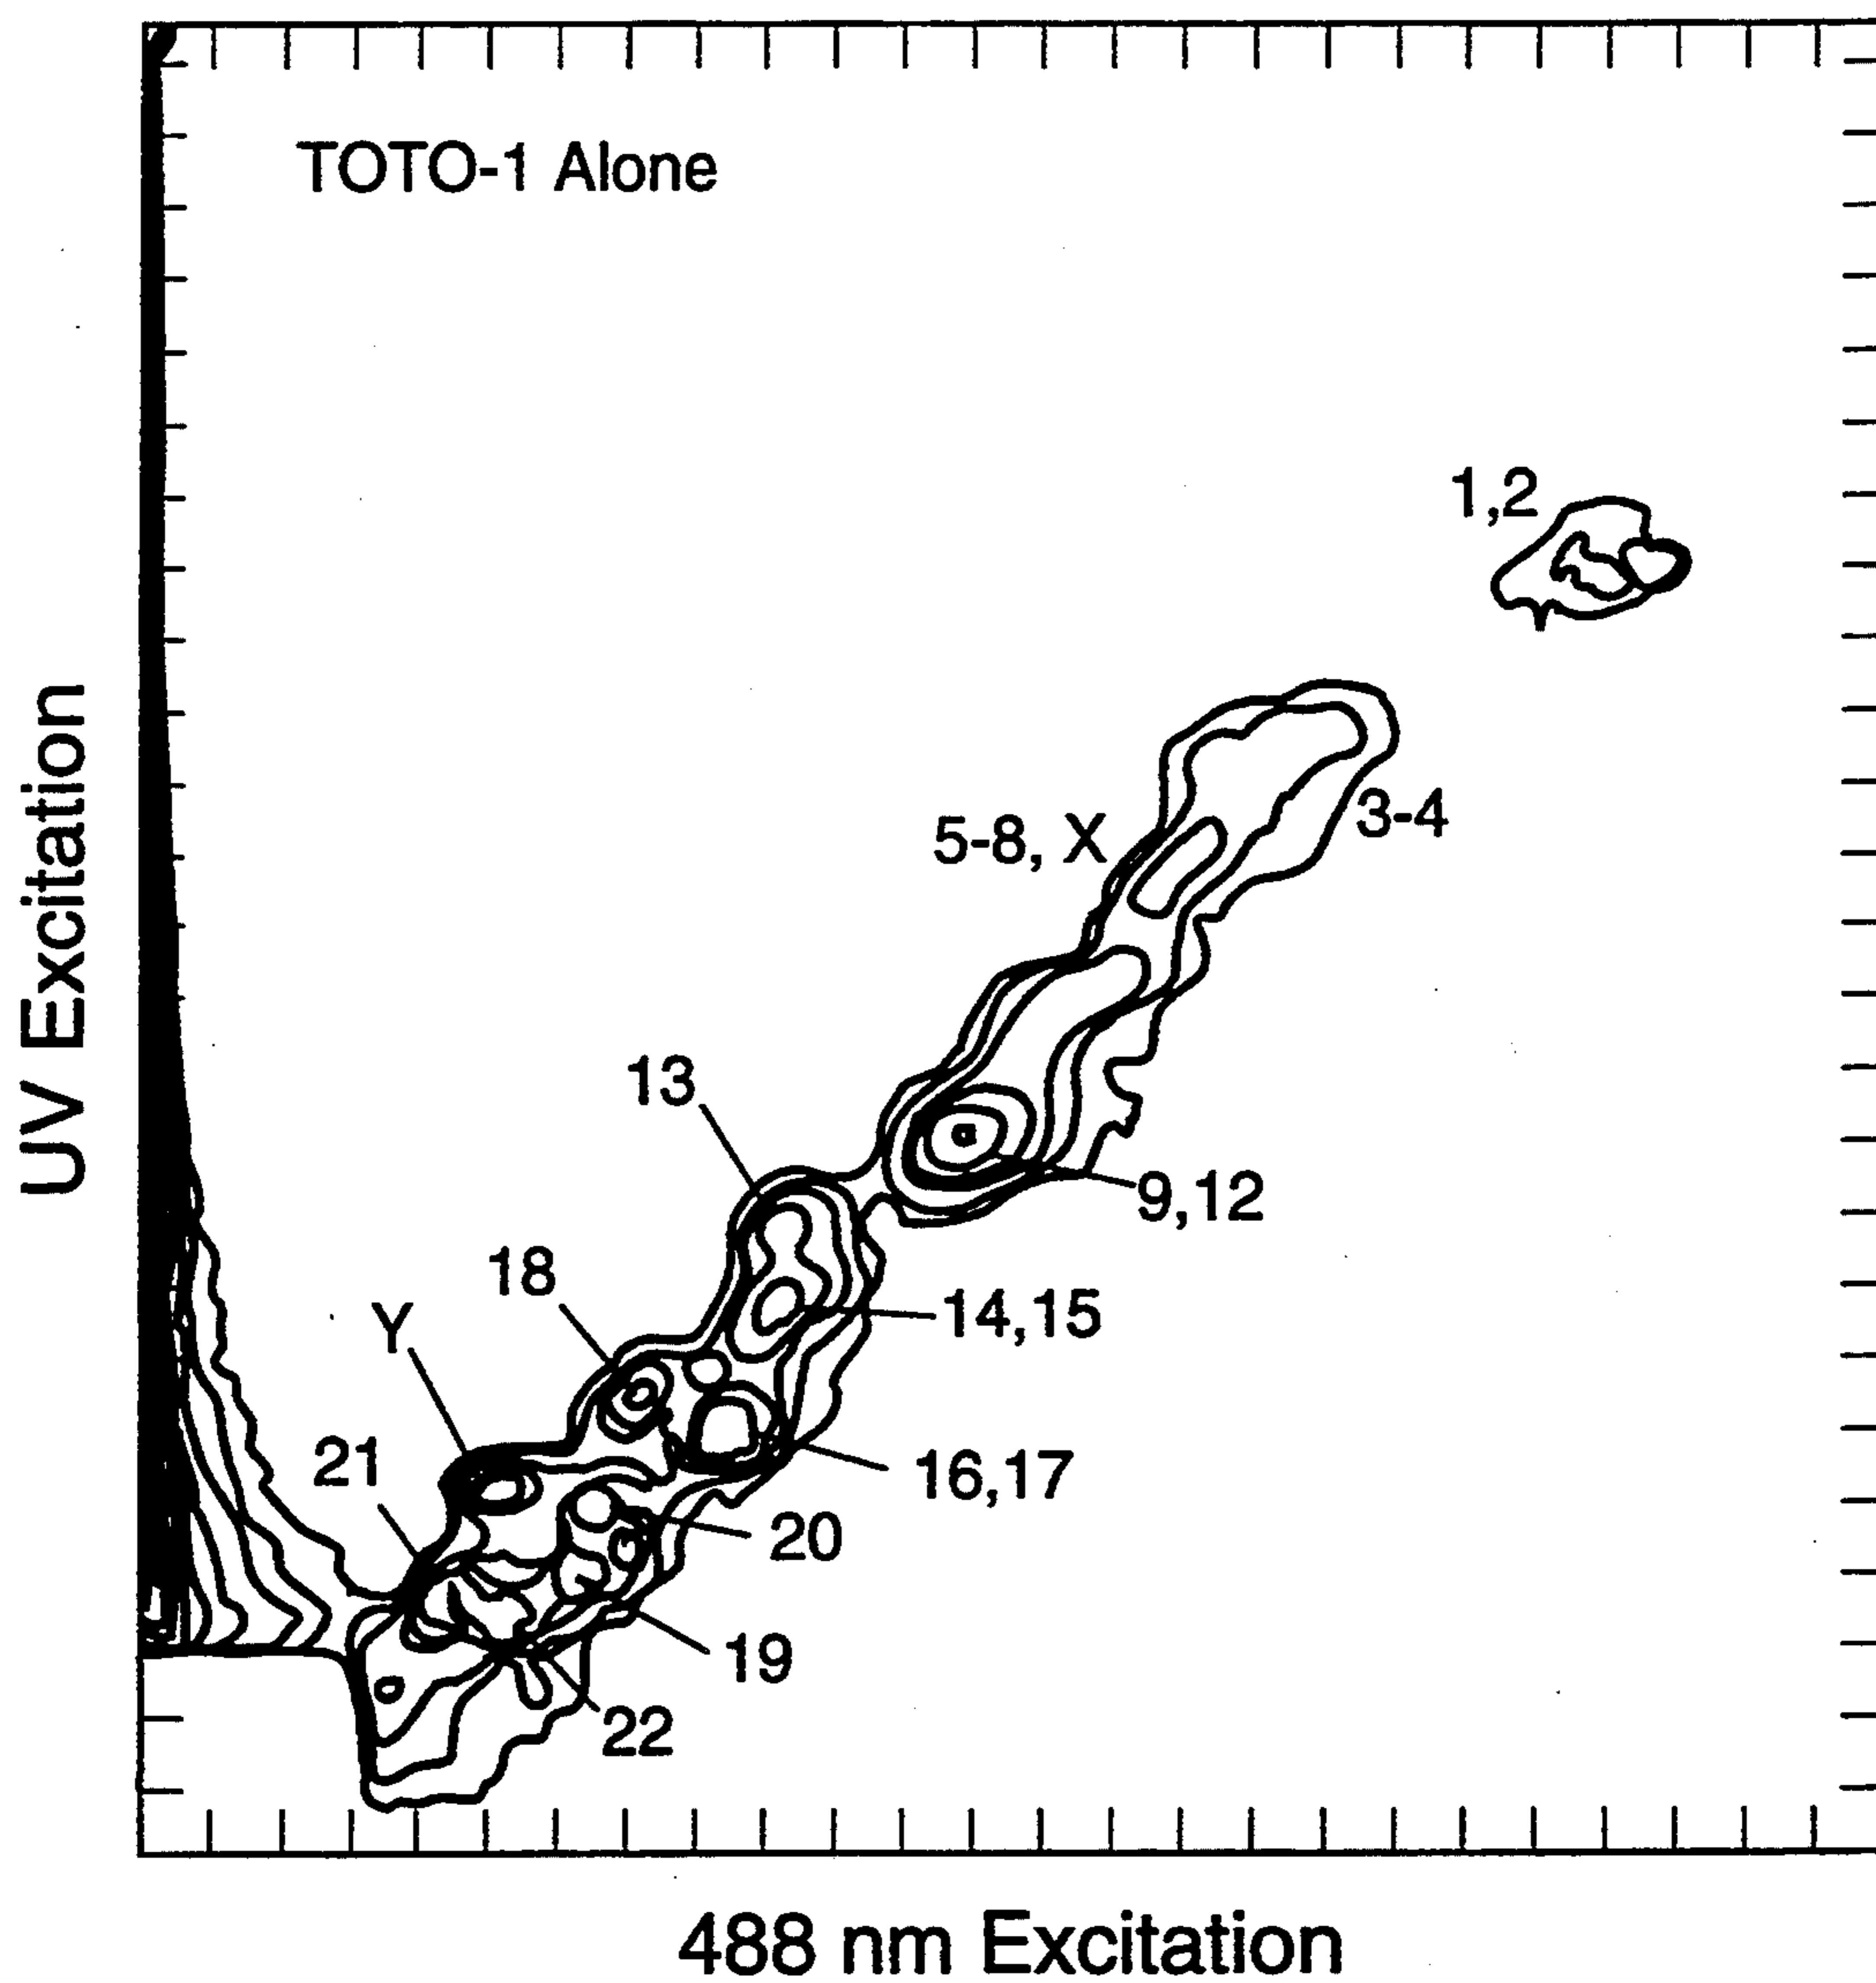 TOTO-1 Alone
1,2
3-4
5-8, X
13
9,12
18
14,15
Y
21
16,17
20
19
22
UV Excitation
488 nm Excitation